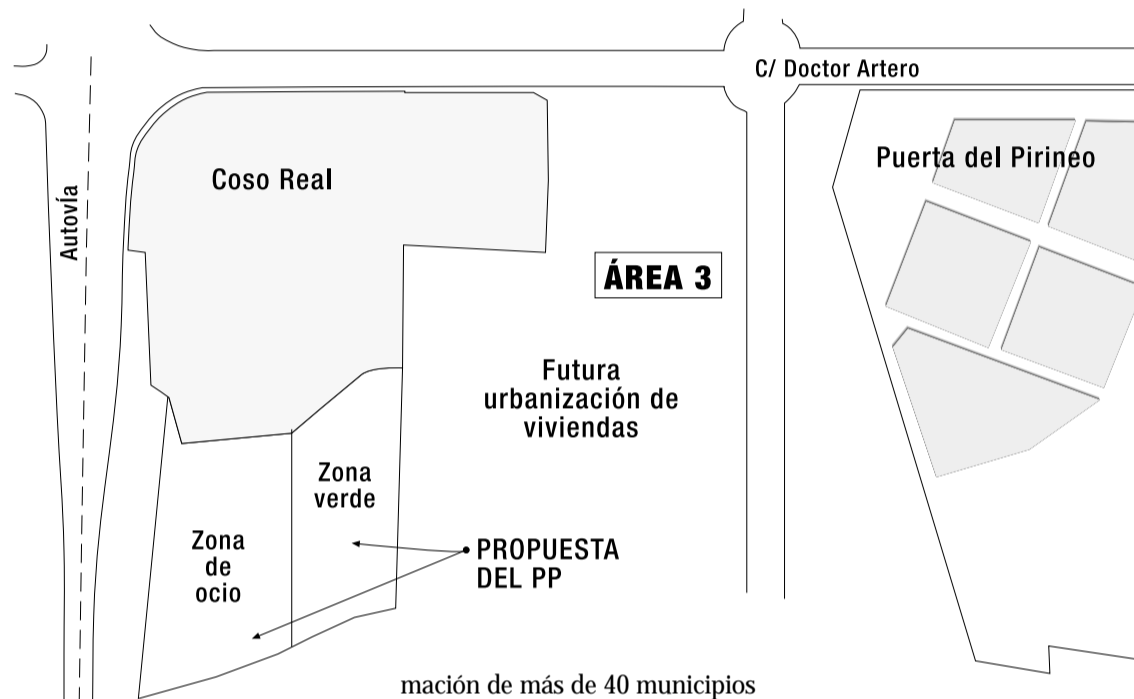 C/ Doctor Artero
Puerta del Pirineo
Coso Real
Autovía
ÁREA 3
Futura
urbanización de
viviendas
Zona
verde
Zona
de
ocio
PROPUESTA
DEL PP
mación de más de 40 municipios